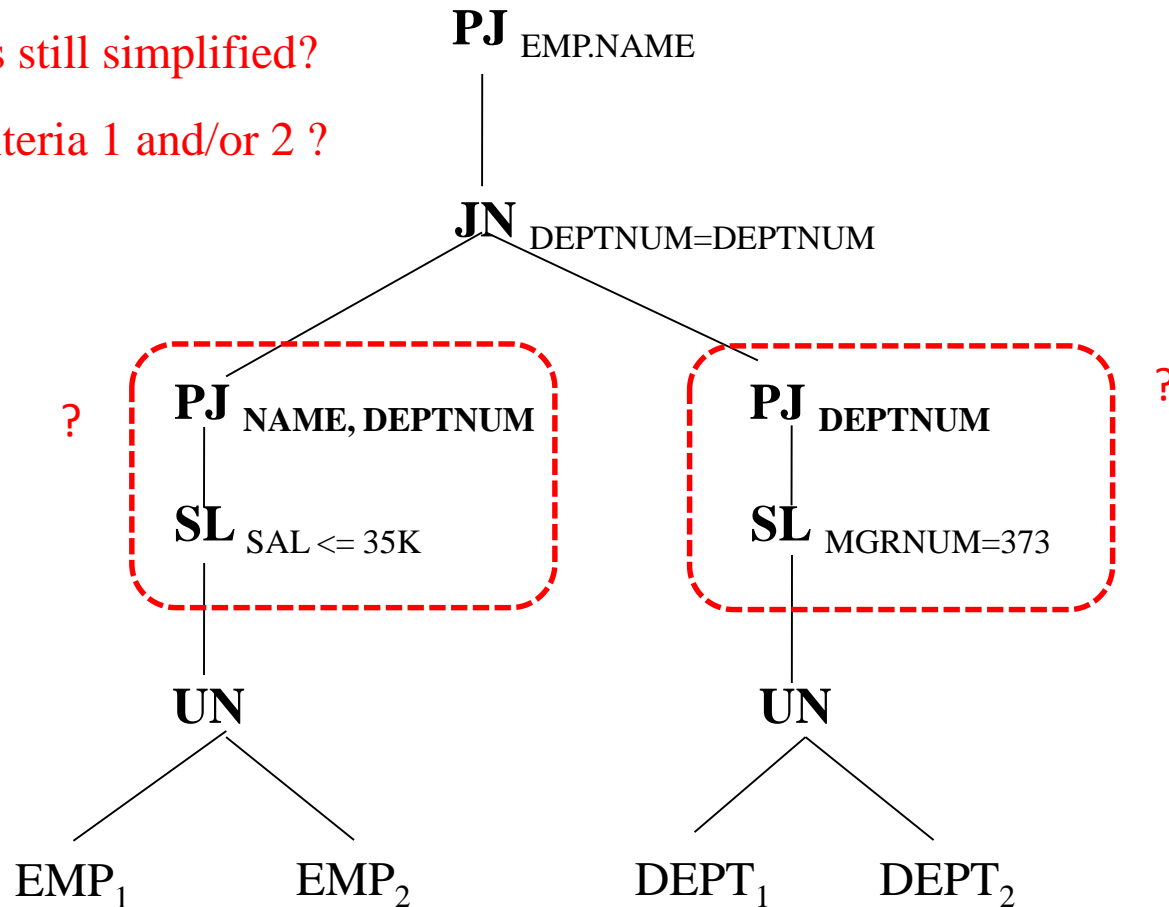 PJ EMP.NAME
s still simplified?
teria 1 and/or 2 ?
JN DEPTNUM=DEPTNUM
? PJ NAME, DEPTNUM PJ DEPTNUM ?
SL SAL <= 35K SL MGRNUM=373
UN UN
EMP₁ EMP₂ DEPT₁ DEPT₂